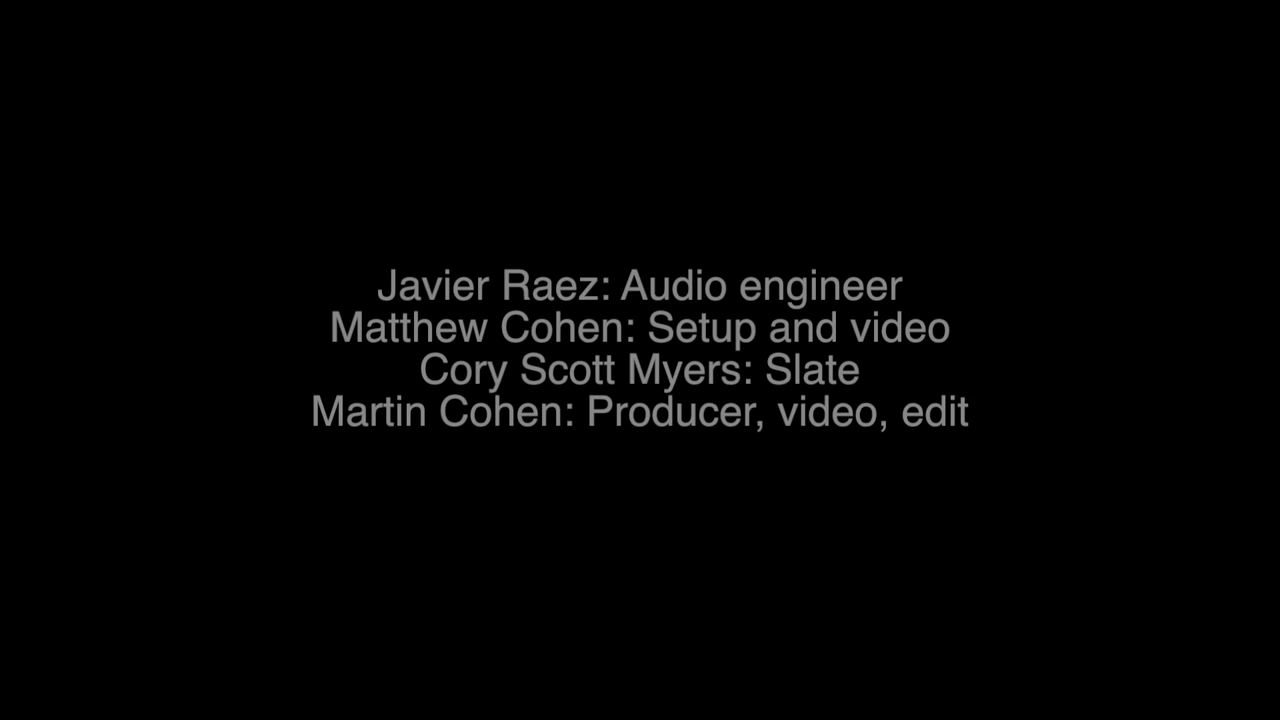 Javier Raez: Audio engineer
Matthew Cohen: Setup and video
Cory Scott Myers: Slate
Martin Cohen: Producer, video, edit